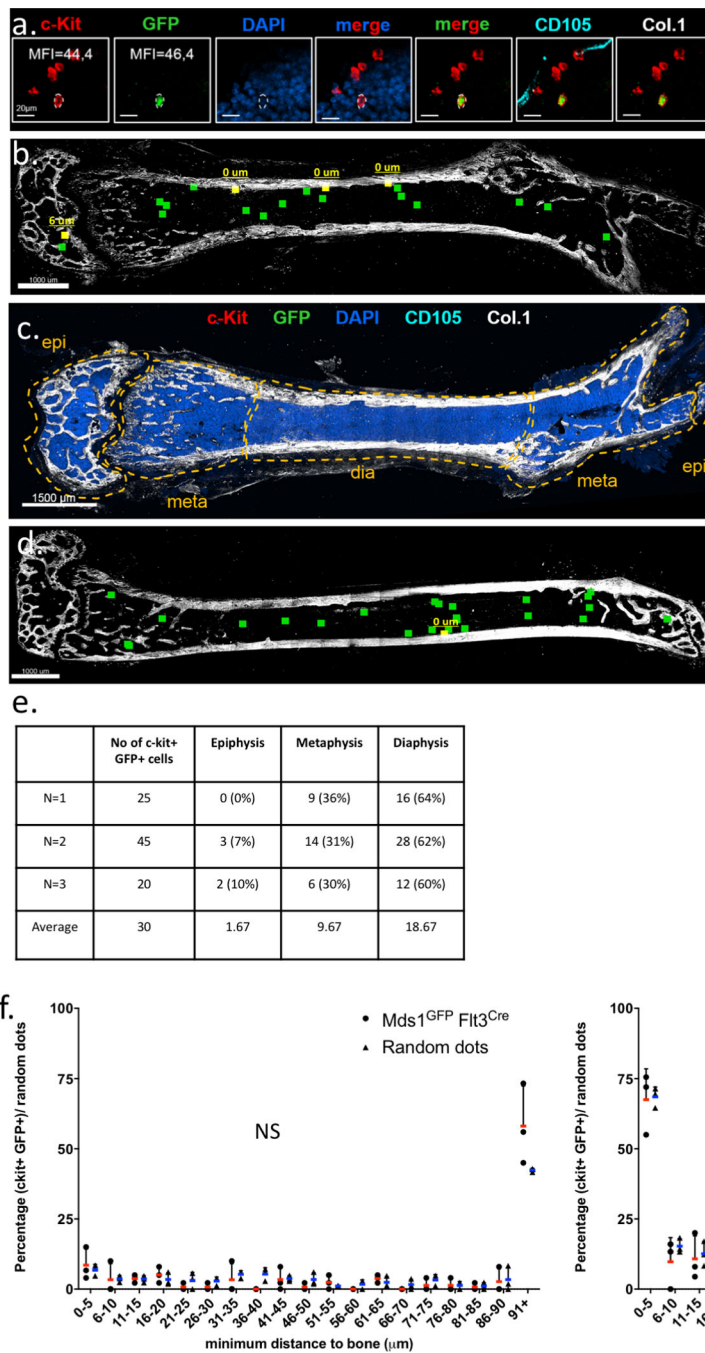 a.
c-Kit GFP DAPI merge merge CD105 Col.1
MFI=44,4 MFI=46,4
20µm
b.
0 um 0 um 0 um
6 um
1000 um
c.
c-Kit GFP DAPI CD105 Col.1
epi
dia
meta meta epi
1500 µm
d.
0 um
1000 um
e.
No of c-kit+ GFP+ cells Epiphysis Metaphysis Diaphysis
N=1 25 0 (0%) 9 (36%) 16 (64%)
N=2 45 3 (7%) 14 (31%) 28 (62%)
N=3 20 2 (10%) 6 (30%) 12 (60%)
Average 30 1.67 9.67 18.67
f.
Percentage (ckit+ GFP+)/ random dots
100
75
50
25
0
Mds1GFP Flt3Cre
Random dots
NS
0-5 6-10 11-15 16-20 21-25 26-30 31-35 36-40 41-45 46-50 51-55 56-60 61-65 66-70 71-75 76-80 81-85 86-90 91+
minimum distance to bone (µm)
Percentage (ckit+ GFP+)/ random dots
100
75
50
25
0
0-5 6-10 11-15